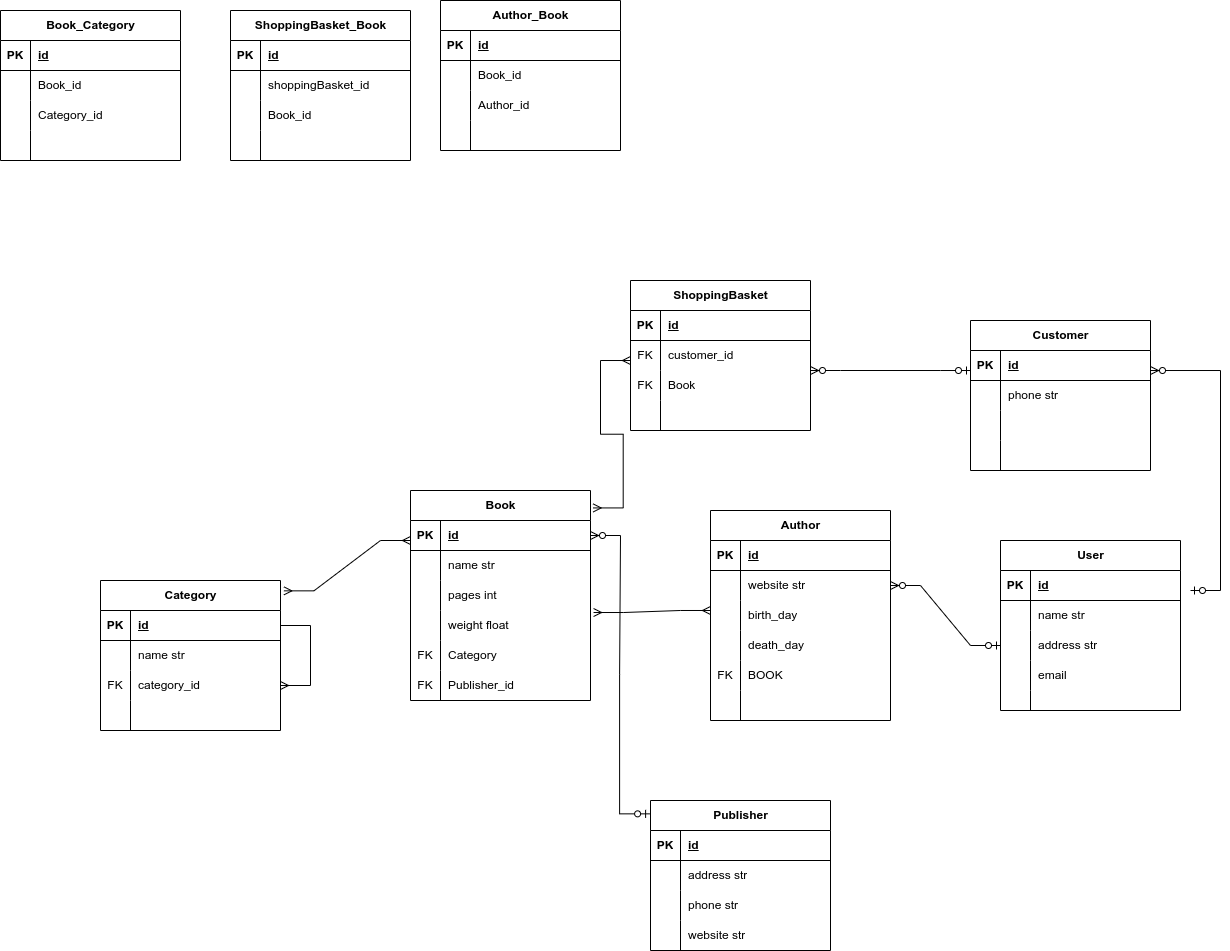 Book_Category
PK id
Book_id
Category_id
ShoppingBasket_Book
PK id
shoppingBasket_id
Book_id
Author_Book
PK id
Book_id
Author_id
ShoppingBasket
PK id
FK customer_id
FK Book
Customer
PK id
phone str
Book
PK id
name str
pages int
weight float
FK Category
FK Publisher_id
Author
PK id
website str
birth_day
death_day
FK BOOK
User
PK id
name str
address str
email
Category
PK id
name str
FK category_id
Publisher
PK id
address str
phone str
website str